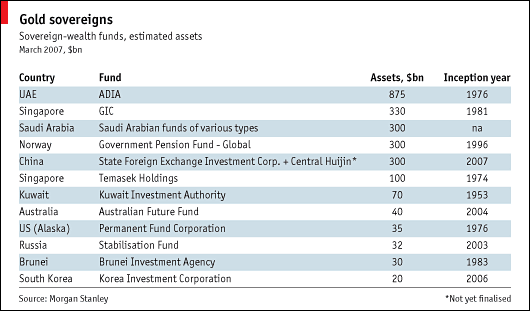 Gold sovereigns
Sovereign-wealth funds, estimated assets
March 2007, $bn
Country Fund Assets, $bn Inception year
UAE ADIA 875 1976
Singapore GIC 330 1981
Saudi Arabia Saudi Arabian funds of various types 300 na
Norway Government Pension Fund - Global 300 1996
China State Foreign Exchange Investment Corp. + Central Huijin* 300 2007
Singapore Temasek Holdings 100 1974
Kuwait Kuwait Investment Authority 70 1953
Australia Australian Future Fund 40 2004
US (Alaska) Permanent Fund Corporation 35 1976
Russia Stabilisation Fund 32 2003
Brunei Brunei Investment Agency 30 1983
South Korea Korea Investment Corporation 20 2006
Source: Morgan Stanley *Not yet finalised